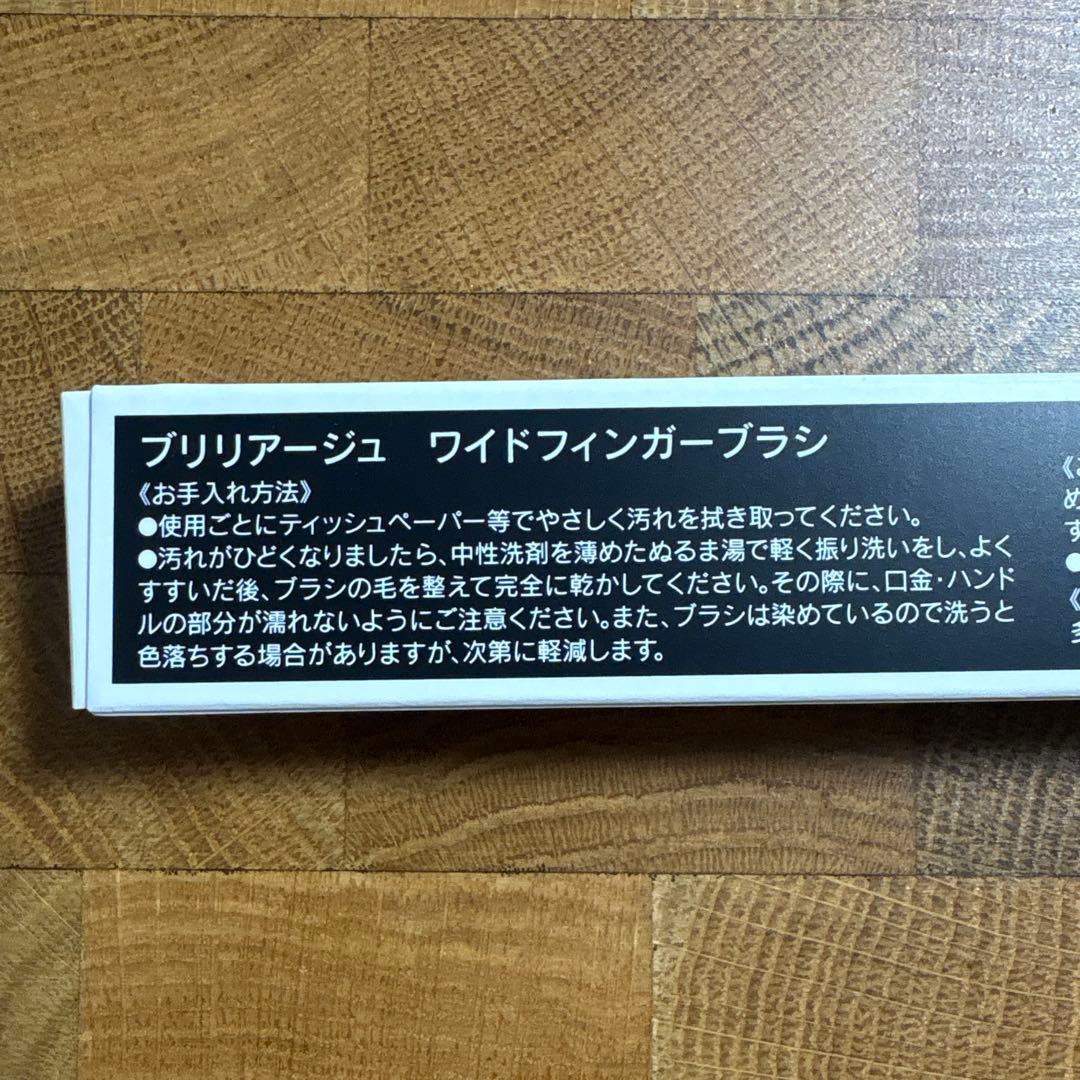 ブリリアージュ　ワイドフィンガーブラシ
《お手入れ方法》
●使用ごとにティッシュペーパー等でやさしく汚れを拭き取ってください。
●汚れがひどくなりましたら、中性洗剤を薄めたぬるま湯で軽く振り洗いをし、よく
すすいだ後、ブラシの毛を整えて完全に乾かしてください。その際に、口金・ハンド
ルの部分が濡れないようにご注意ください。また、ブラシは染めているので洗うと
色落ちする場合がありますが、次第に軽減します。